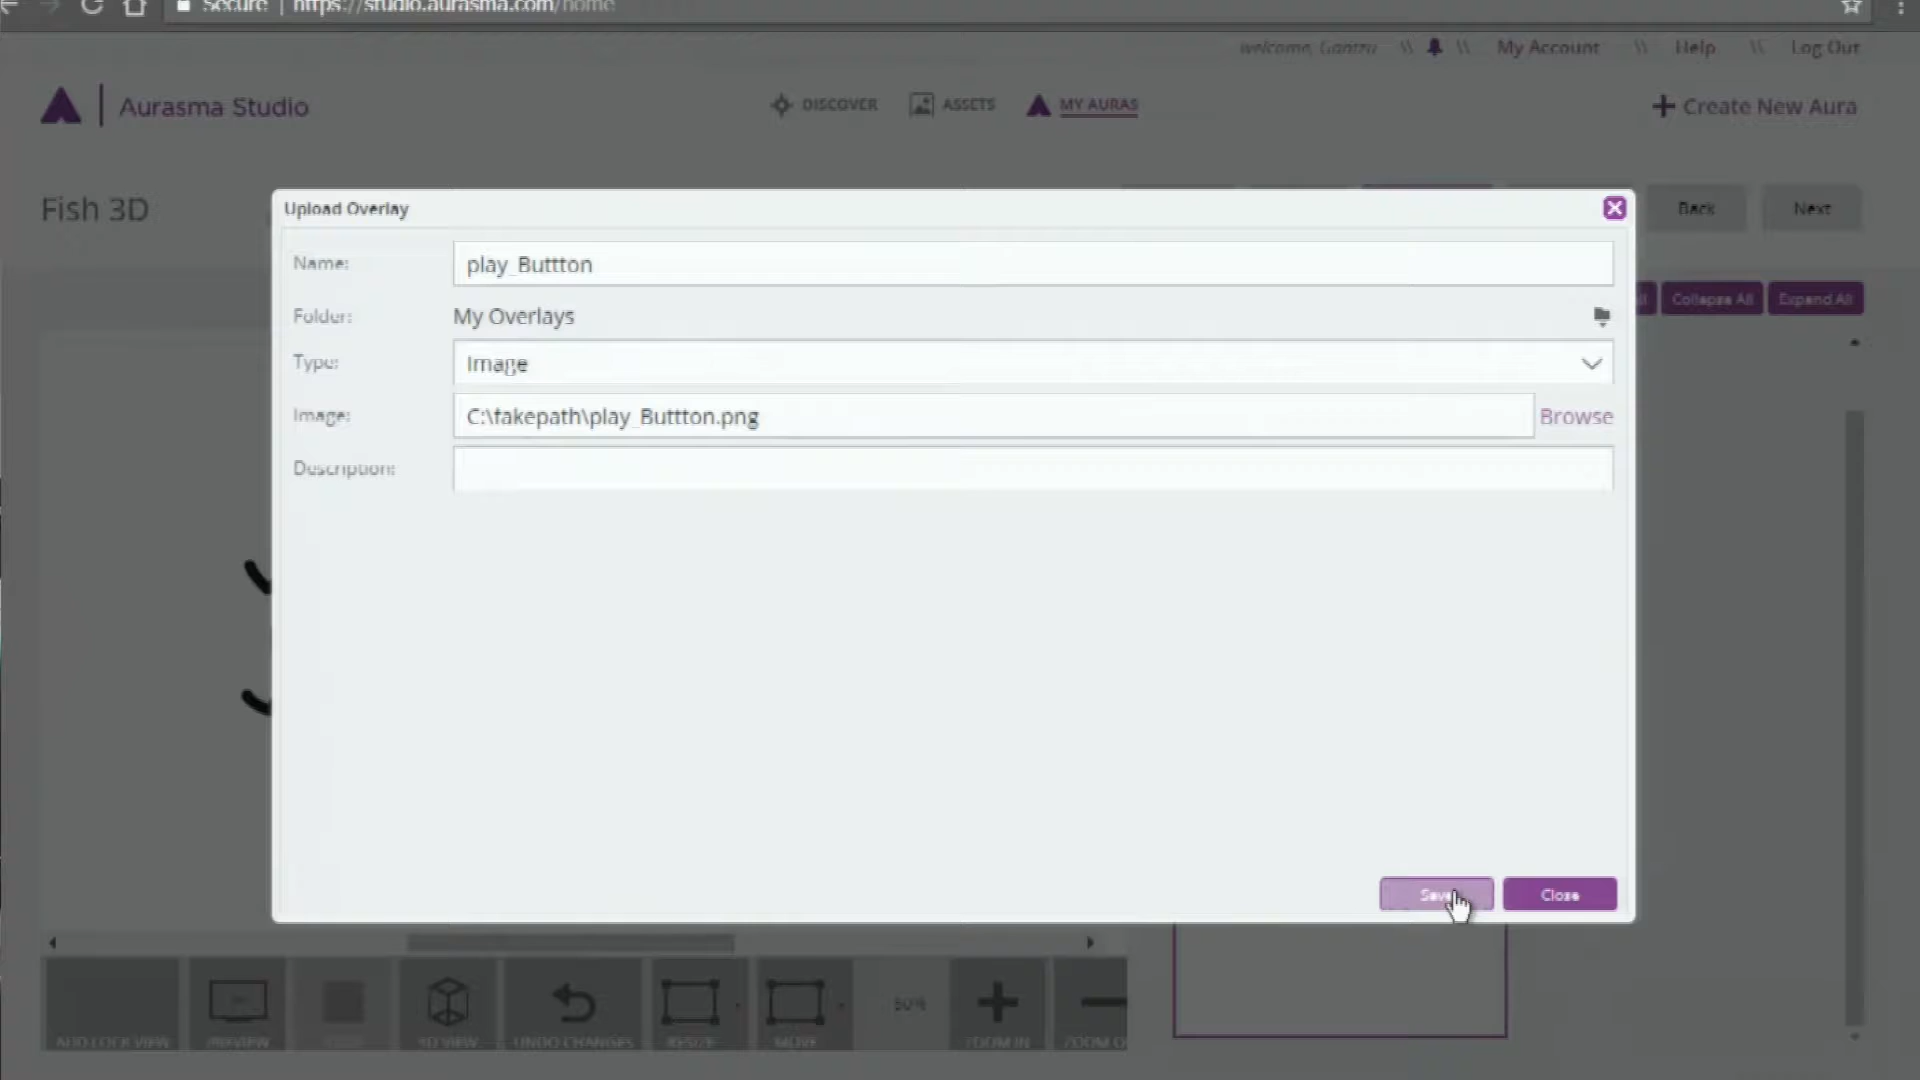 Secure | https://studio.aurasma.com/home
welcome, Gantzu \\ \\ My Account \\ Help \\ Log Out
Aurasma Studio
DISCOVER ASSETS MY AURAS
Create New Aura
Fish 3D
Back Next
Collapse All Expand All
Upload Overlay
Name: play_Buttton
Folder: My Overlays
Type: Image
Image: C:\fakepath\play_Buttton.png Browse
Description:
Save Close
50%
ADD LOCK VIEW PREVIEW 3D VIEW UNDO CHANGES RESIZE MOVE ZOOM IN ZOOM O